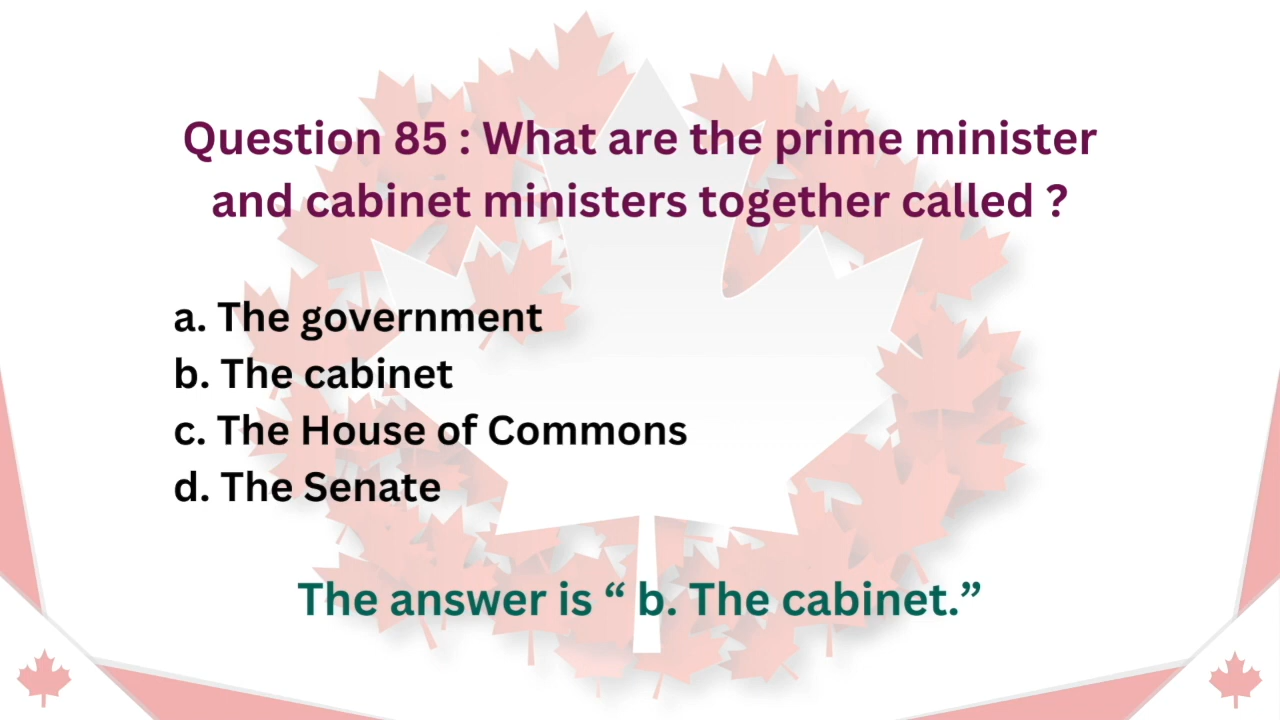 Question 85 : What are the prime minister
and cabinet ministers together called ?
a. The government
b. The cabinet
c. The House of Commons
d. The Senate
The answer is “ b. The cabinet.”